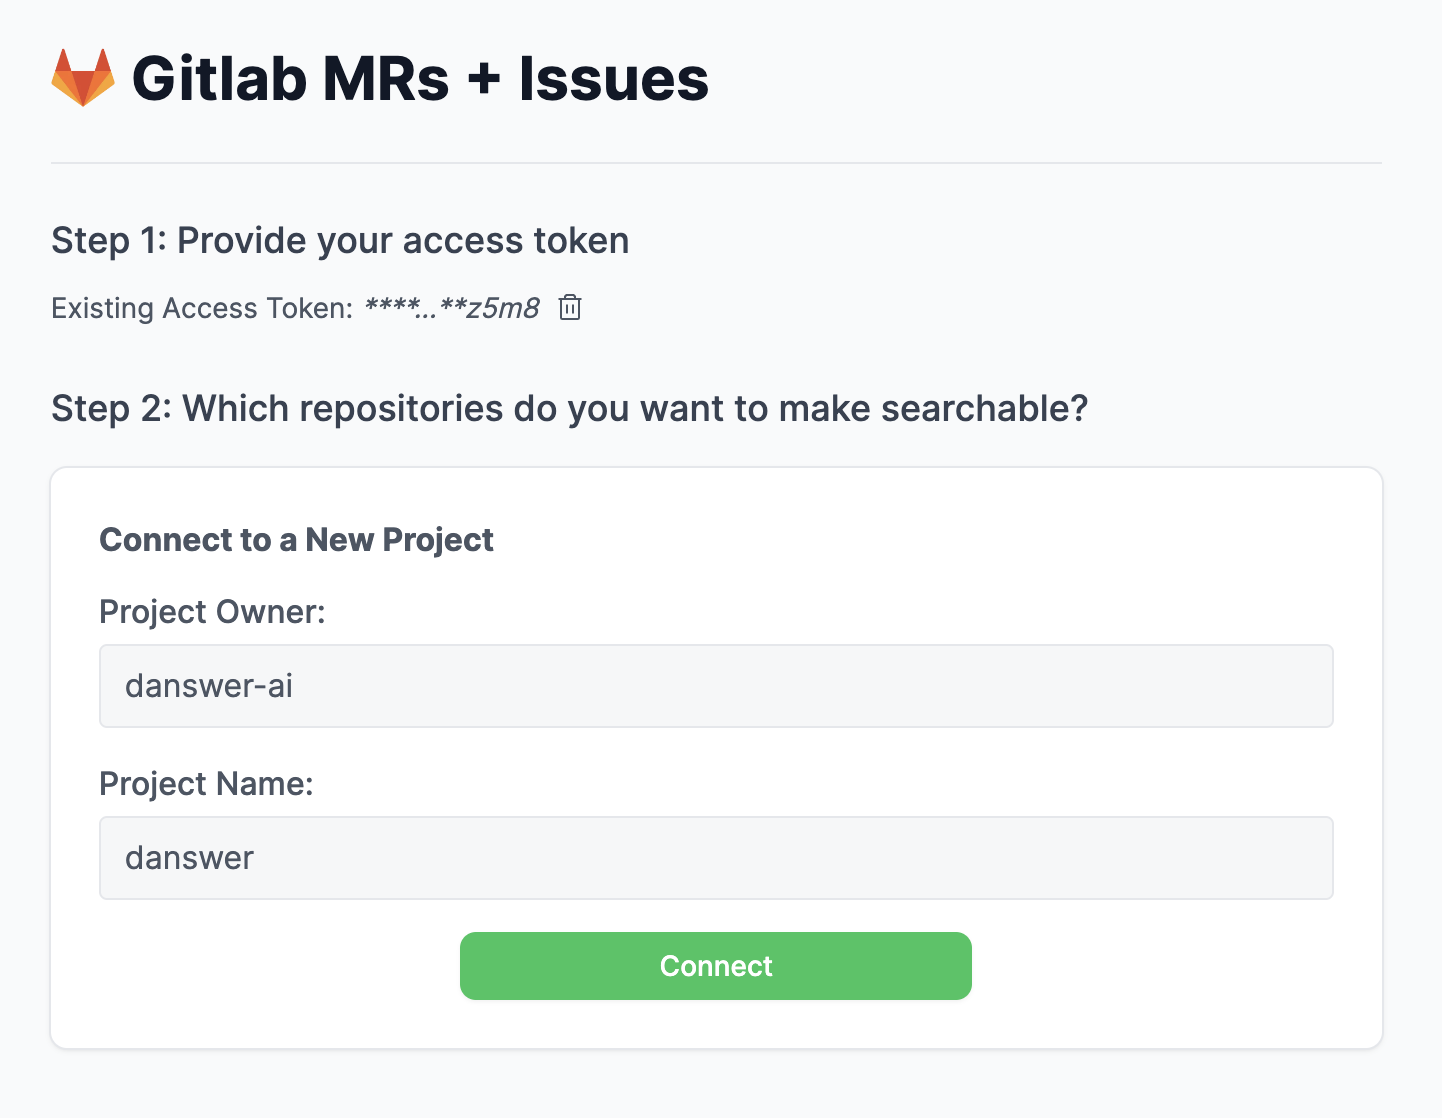 Gitlab MRs + Issues
Step 1: Provide your access token
Existing Access Token: ****...**z5m8
Step 2: Which repositories do you want to make searchable?
Connect to a New Project
Project Owner:
danswer-ai
Project Name:
danswer
Connect